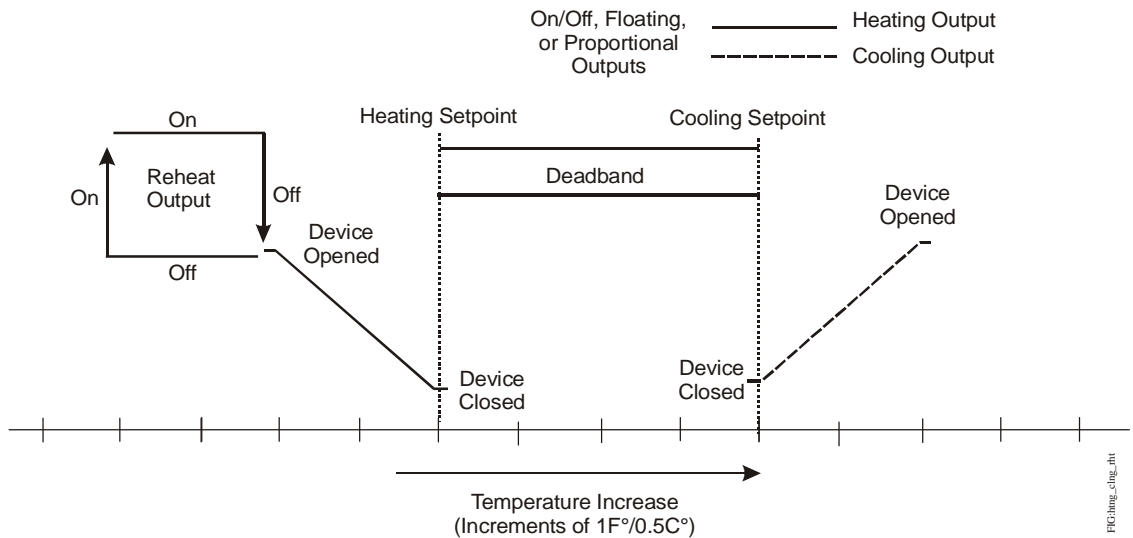 On/Off, Floating,
or Proportional
Outputs
Heating Output
Cooling Output
Heating Setpoint
Cooling Setpoint
On
On
Reheat
Output
Off
Off
Deadband
Device
Opened
Device
Opened
Device
Closed
Device
Closed
Temperature Increase
(Increments of 1F°/0.5C°)
FIG:htng_clng_rht